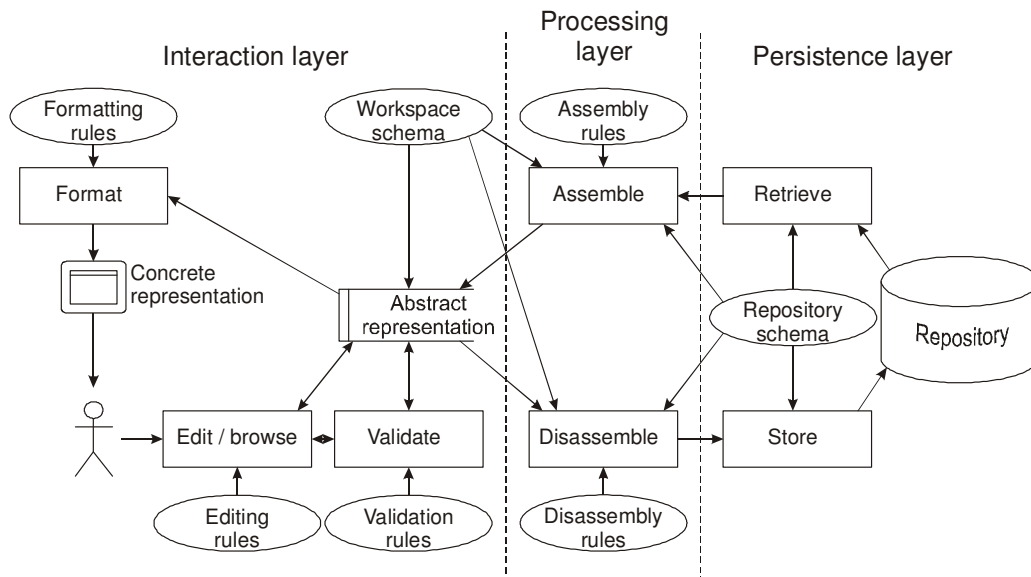 Interaction layer
Processing
layer
Persistence layer
Formatting
rules
Workspace
schema
Assembly
rules
Format
Assemble
Retrieve
Concrete
representation
Abstract
representation
Repository
schema
Repository
Edit / browse
Validate
Disassemble
Store
Editing
rules
Validation
rules
Disassembly
rules